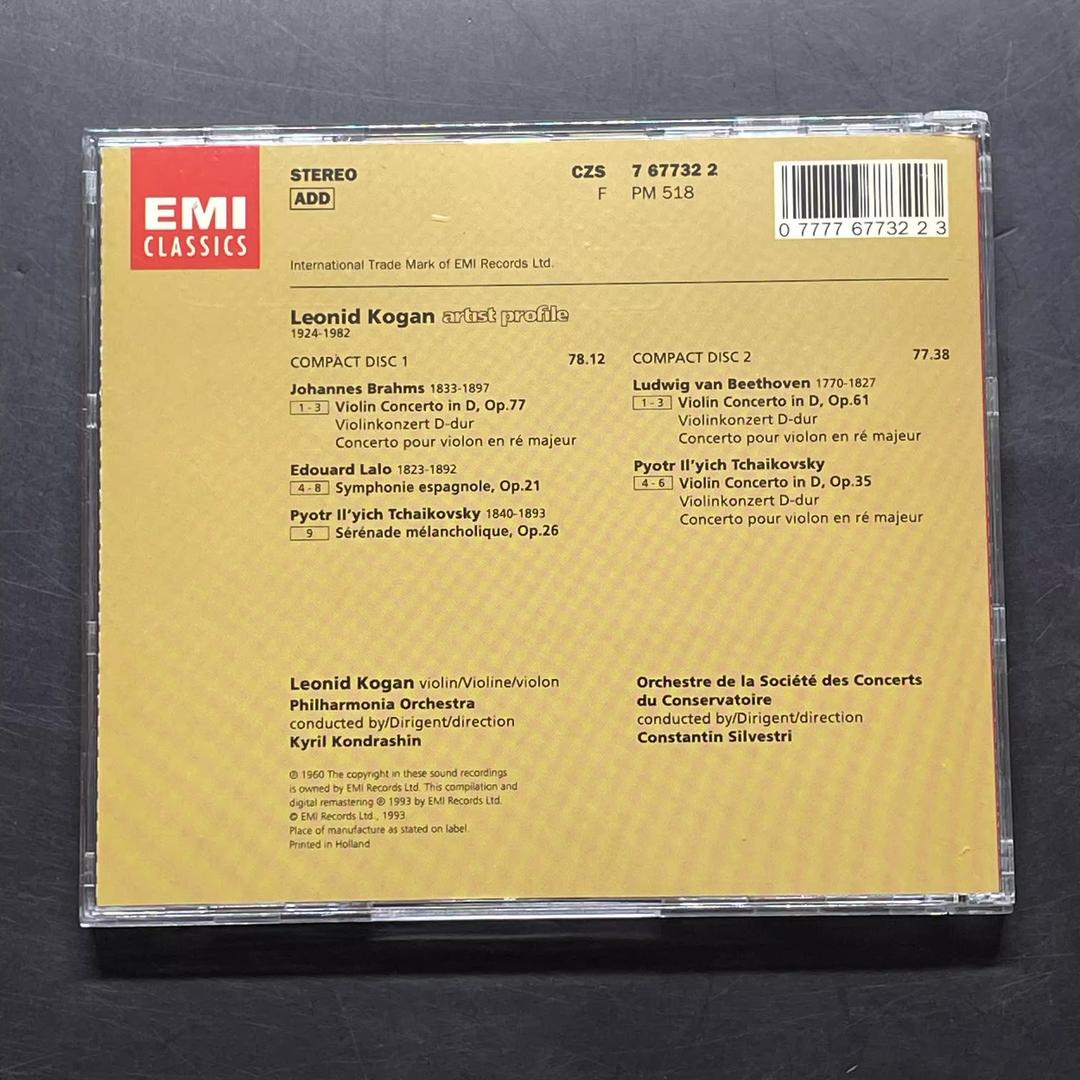 EMI
CLASSICS
STEREO
ADD
CZS 7 67732 2
F PM 518
0 7777 67732 2 3
International Trade Mark of EMI Records Ltd.
Leonid Kogan artist profile
1924-1982
COMPACT DISC 1 78.12
Johannes Brahms 1833-1897
1-3 Violin Concerto in D, Op.77
Violinkonzert D-dur
Concerto pour violon en ré majeur
Edouard Lalo 1823-1892
4-8 Symphonie espagnole, Op.21
Pyotr Il'yich Tchaikovsky 1840-1893
9 Sérénade mélancholique, Op.26
COMPACT DISC 2 77.38
Ludwig van Beethoven 1770-1827
1-3 Violin Concerto in D, Op.61
Violinkonzert D-dur
Concerto pour violon en ré majeur
Pyotr Il'yich Tchaikovsky
4-6 Violin Concerto in D, Op.35
Violinkonzert D-dur
Concerto pour violon en ré majeur
Leonid Kogan violin/Violine/violon
Philharmonia Orchestra
conducted by/Dirigent/direction
Kyril Kondrashin
Orchestre de la Société des Concerts
du Conservatoire
conducted by/Dirigent/direction
Constantin Silvestri
℗ 1960 The copyright in these sound recordings
is owned by EMI Records Ltd. This compilation and
digital remastering ℗ 1993 by EMI Records Ltd.
© EMI Records Ltd., 1993
Place of manufacture as stated on label.
Printed in Holland